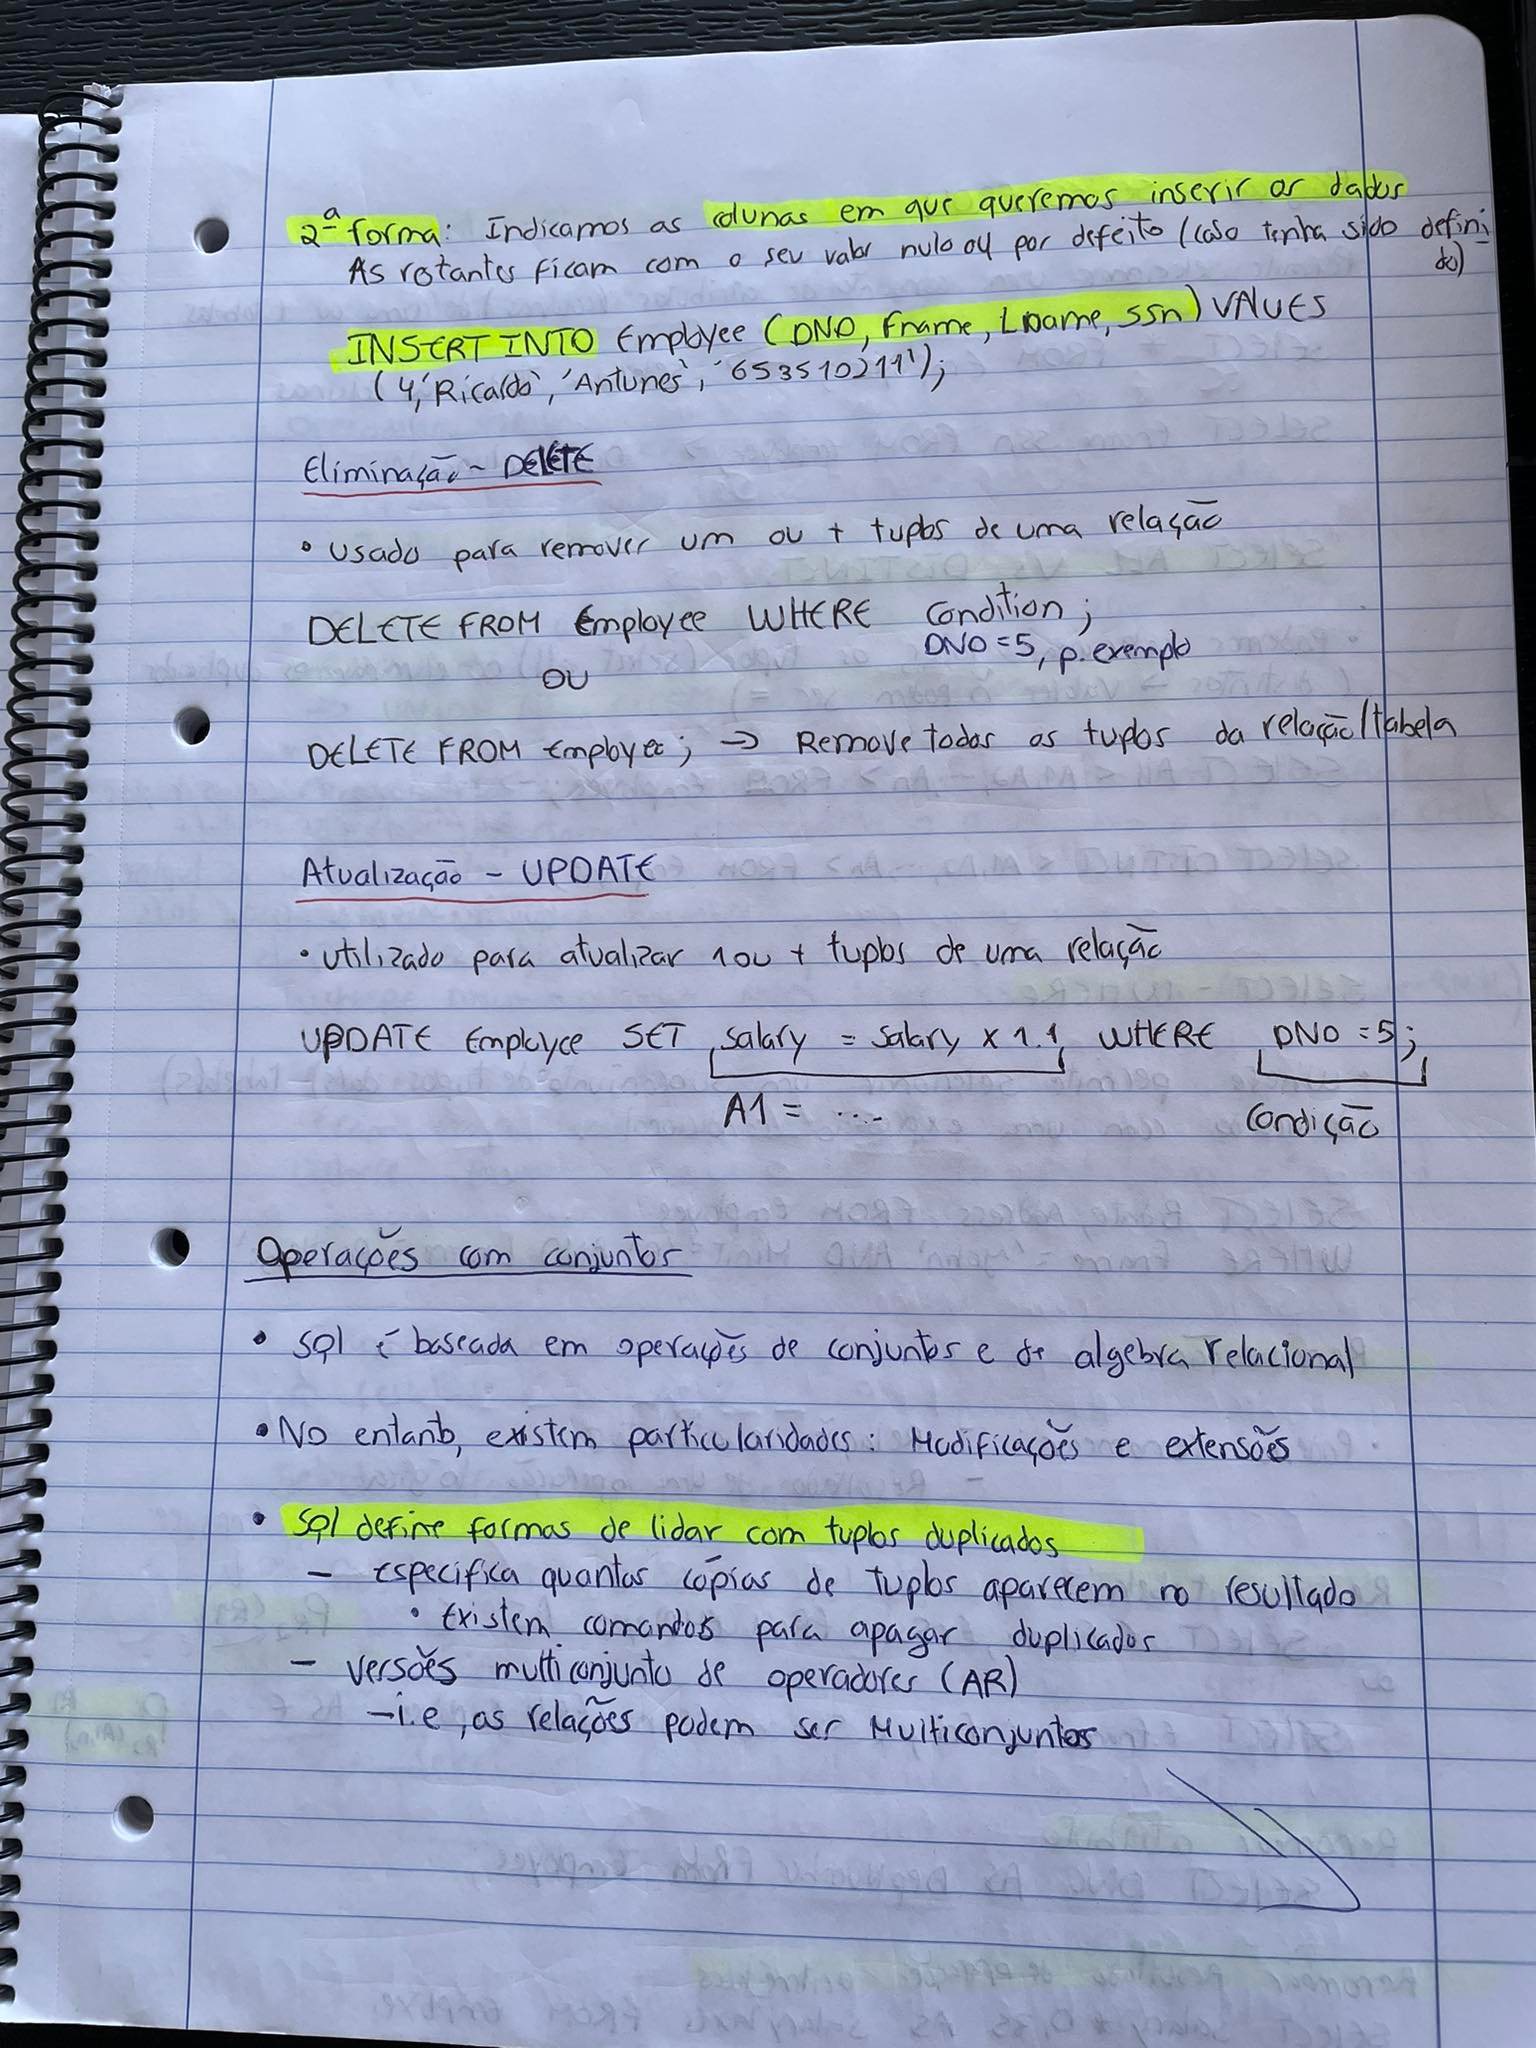 2ª forma: Indicamos as colunas em que queremos inserir os dados
As restantes ficam com o seu valor nulo ou por defeito (caso tenha sido defini
do)
INSERT INTO Employee (DNO, Fname, Lname, ssn) VALUES
(4, 'Ricardo', 'Antunes', '653510211');
Eliminação - DELETE
• Usado para remover um ou + tuplos de uma relação
DELETE FROM Employee WHERE condition;
DNO = 5, p. exemplo
OU
DELETE FROM Employee; → Remove todos os tuplos da relação/tabela
Atualização - UPDATE
• utilizado para atualizar 1 ou + tuplos de uma relação
UPDATE Employee SET salary = salary x 1.1 WHERE DNO = 5;
A1 = ....
Condição
Operações com conjuntos
• Sql é baseada em operações de conjuntos e de algebra relacional
• No entanto, existem particularidades: Modificações e extensões
• Sql define formas de lidar com tuplos duplicados
- Especifica quantas cópias de tuplos aparecem no resultado
• Existem comandos para apagar duplicados
- versões multiconjunto de operadores (AR)
- i.e, as relações podem ser Multiconjuntos